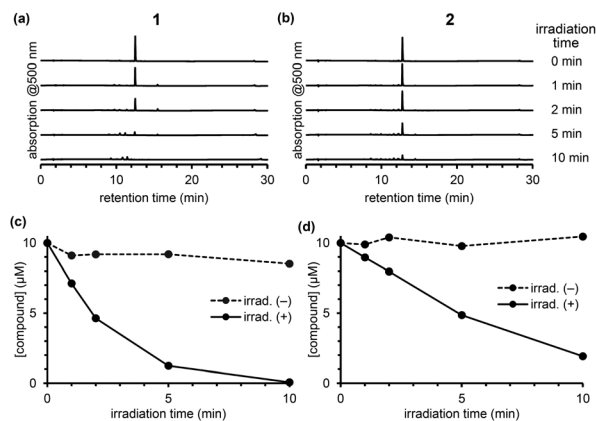 (a) 1
absorption @500 nm
0 10 20 30
retention time (min)
(b) 2
absorption @500 nm
0 10 20 30
retention time (min)
irradiation
time
0 min
1 min
2 min
5 min
10 min
(c)
[compound] (μM)
10
5
0
irrad. (–)
irrad. (+)
0 5 10
irradiation time (min)
(d)
[compound] (μM)
10
5
0
irrad. (–)
irrad. (+)
0 5 10
irradiation time (min)